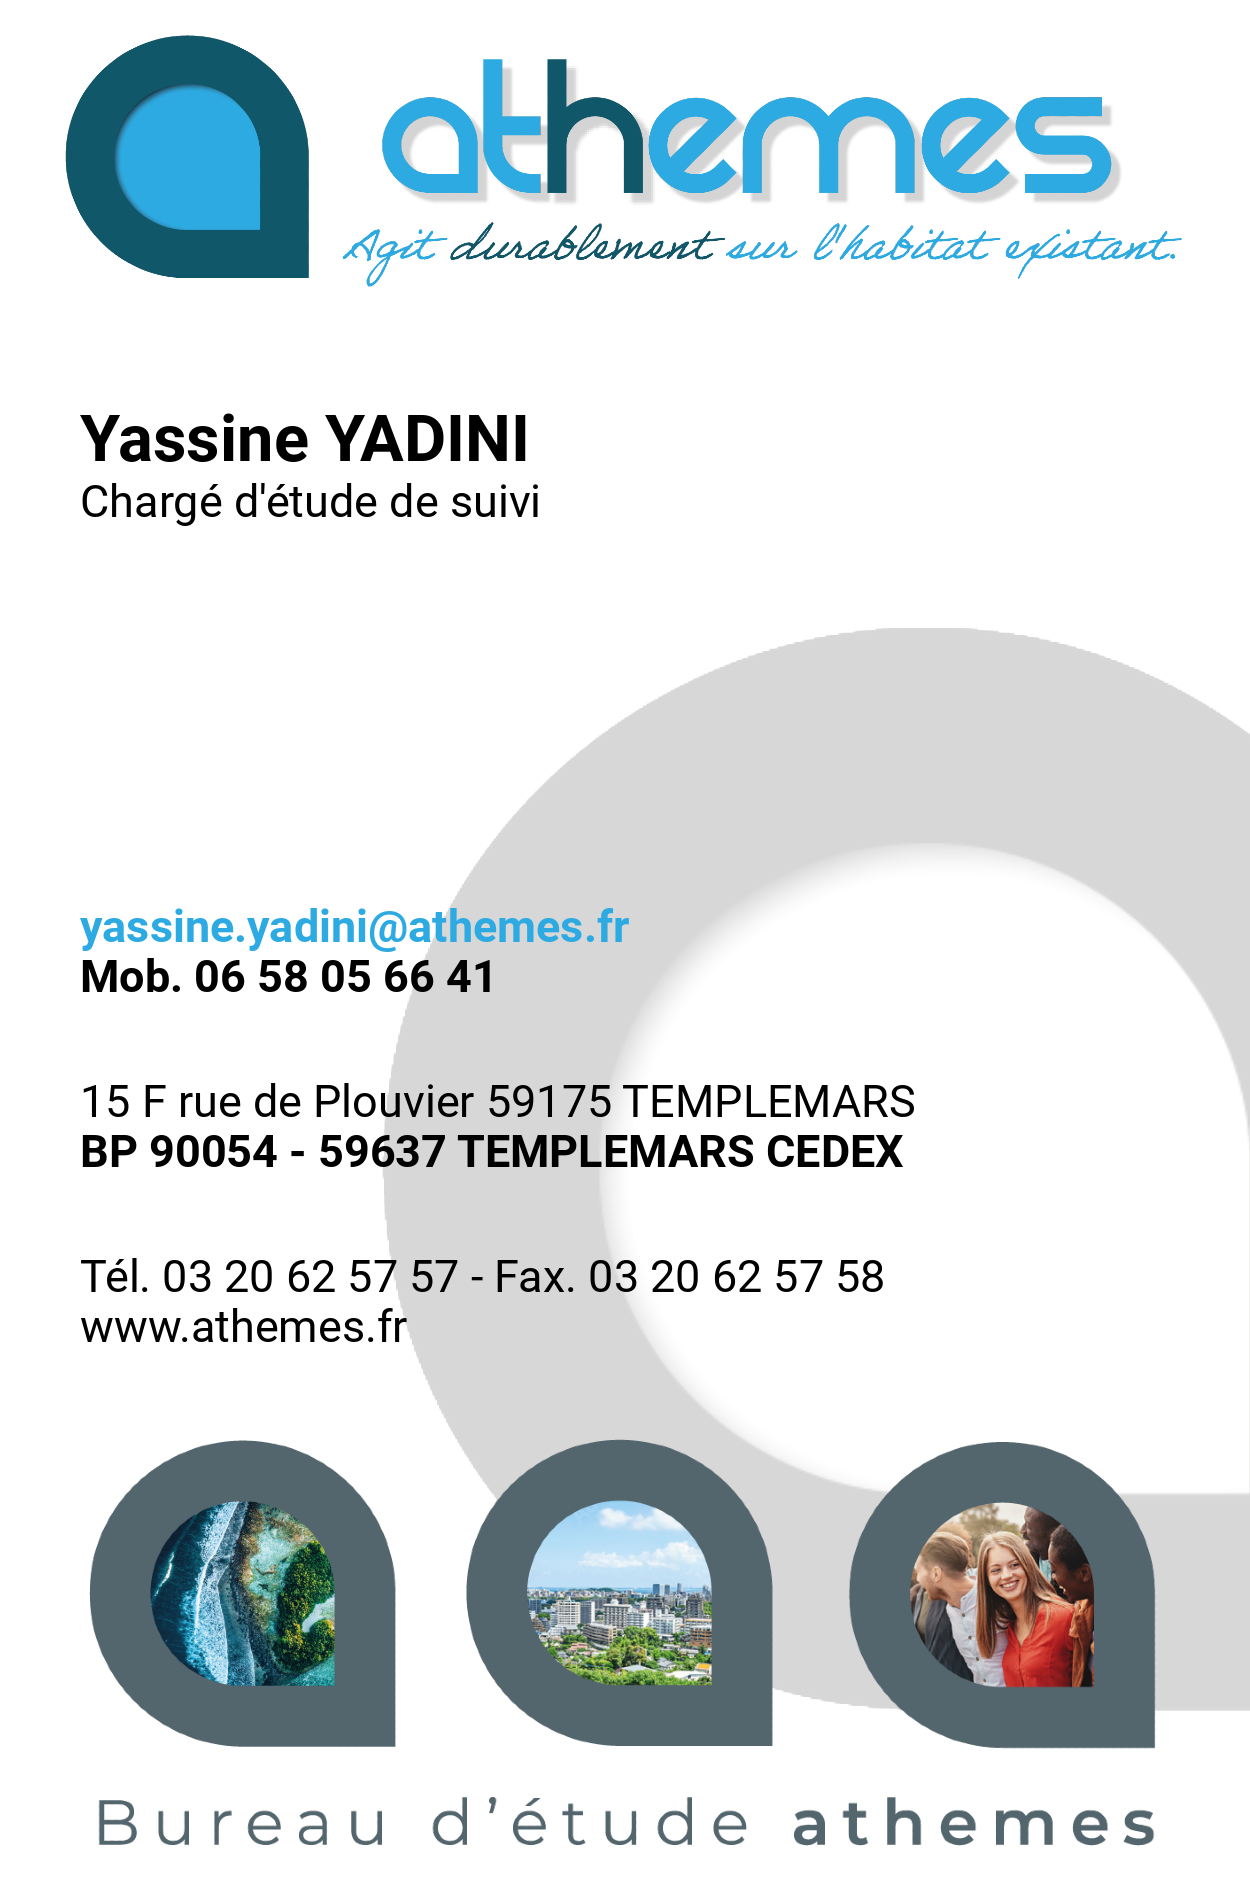 athemes
Agit durablement sur l'habitat existant.
Yassine YADINI
Chargé d'étude de suivi
yassine.yadini@athemes.fr
Mob. 06 58 05 66 41
15 F rue de Plouvier 59175 TEMPLEMARS
BP 90054 - 59637 TEMPLEMARS CEDEX
Tél. 03 20 62 57 57 - Fax. 03 20 62 57 58
www.athemes.fr
Bureau d’étude athemes